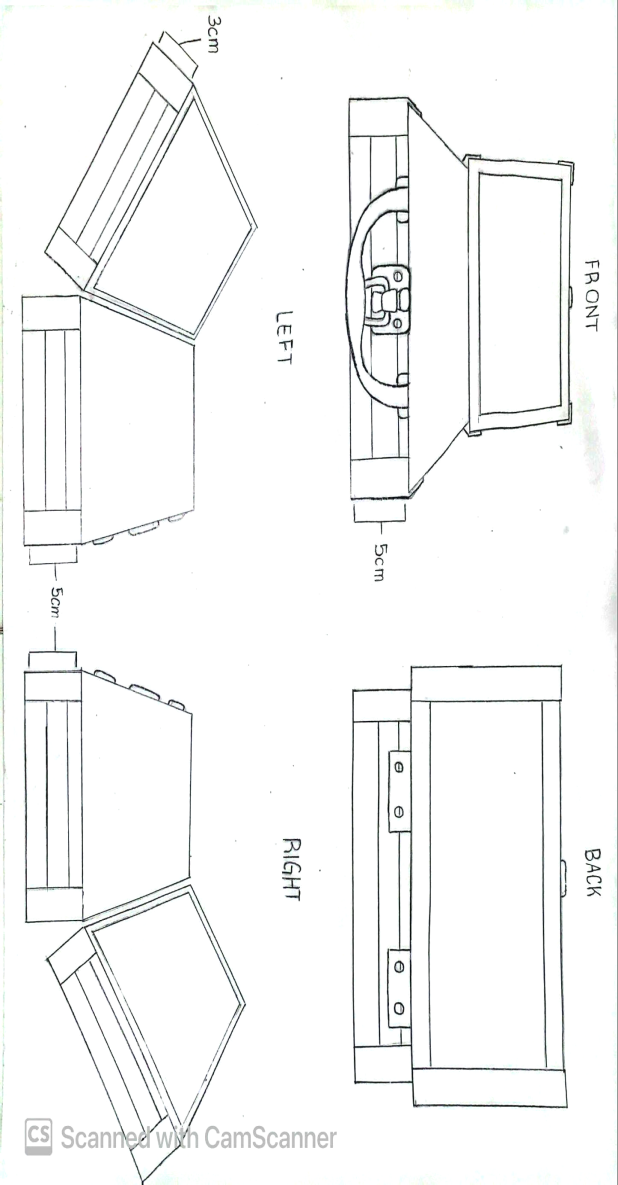 FRONT
5cm
BACK
LEFT
3cm
5cm
RIGHT
CS Scanned with CamScanner